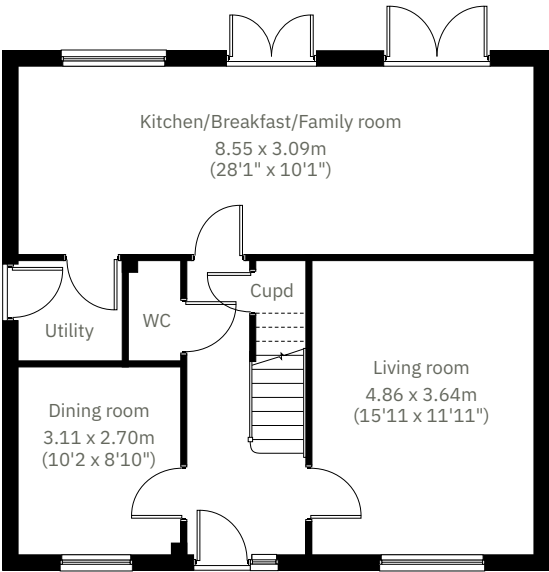 Kitchen/Breakfast/Family room
8.55 x 3.09m
(28'1" x 10'1")
Cupd
WC
Utility
Living room
4.86 x 3.64m
(15'11 x 11'11")
Dining room
3.11 x 2.70m
(10'2 x 8'10")